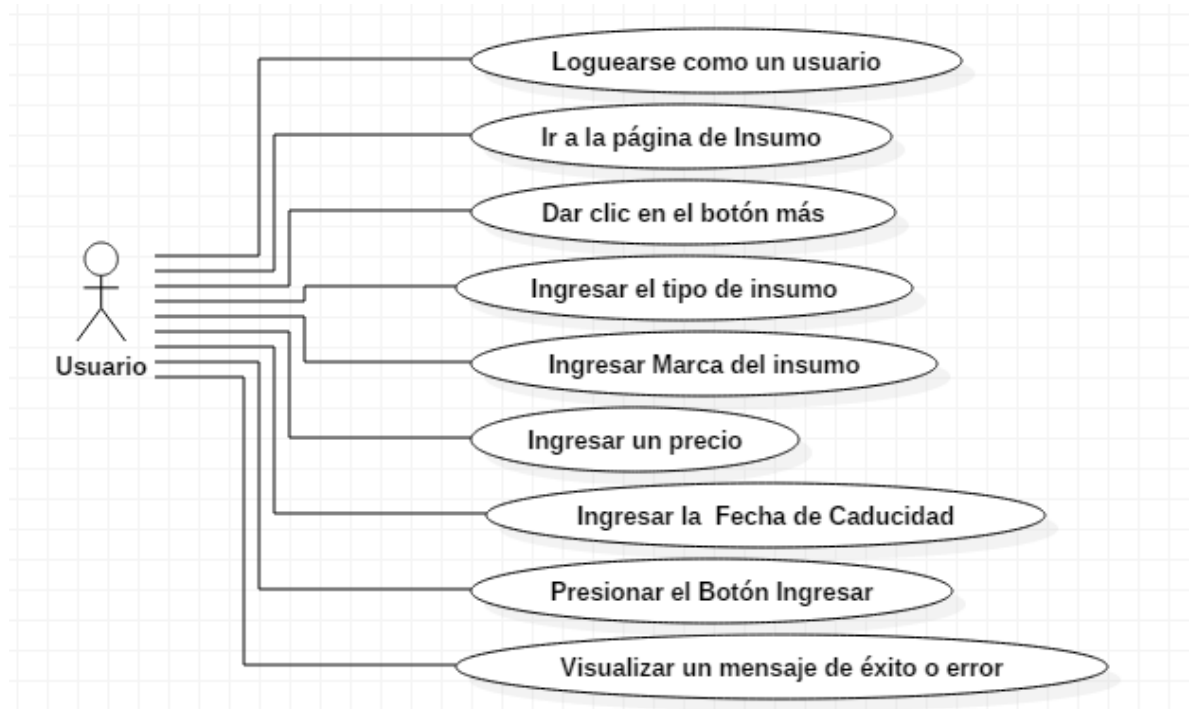 Loguearse como un usuario
Ir a la página de Insumo
Dar clic en el botón más
Ingresar el tipo de insumo
Usuario
Ingresar Marca del insumo
Ingresar un precio
Ingresar la  Fecha de Caducidad
Presionar el Botón Ingresar
Visualizar un mensaje de éxito o error